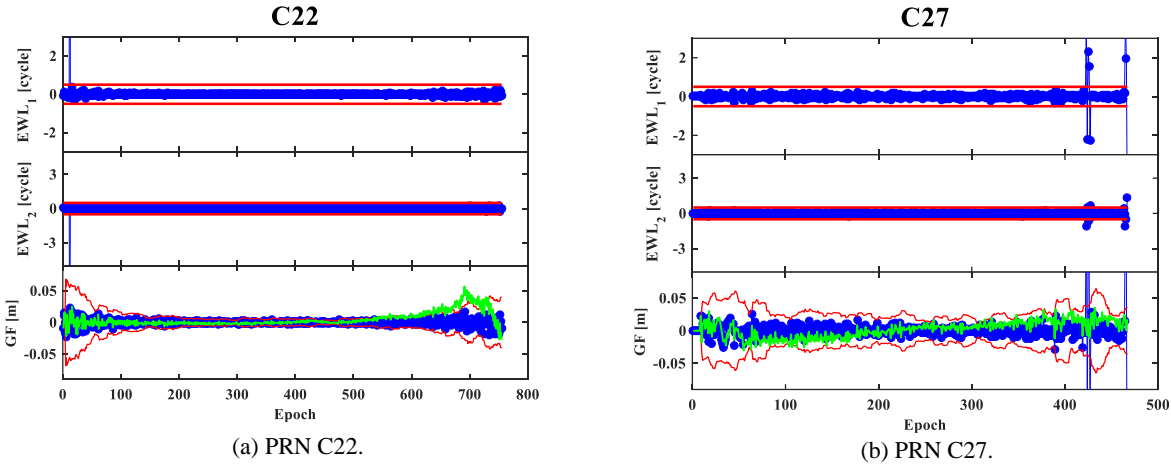 C22
2
0
-2
EWL1 [cycle]
3
0
-3
EWL2 [cycle]
0.05
0
-0.05
GF [m]
0 100 200 300 400 500 600 700 800
Epoch
(a) PRN C22.
C27
2
0
-2
EWL1 [cycle]
3
0
-3
EWL2 [cycle]
0.05
0
-0.05
GF [m]
0 100 200 300 400 500
Epoch
(b) PRN C27.